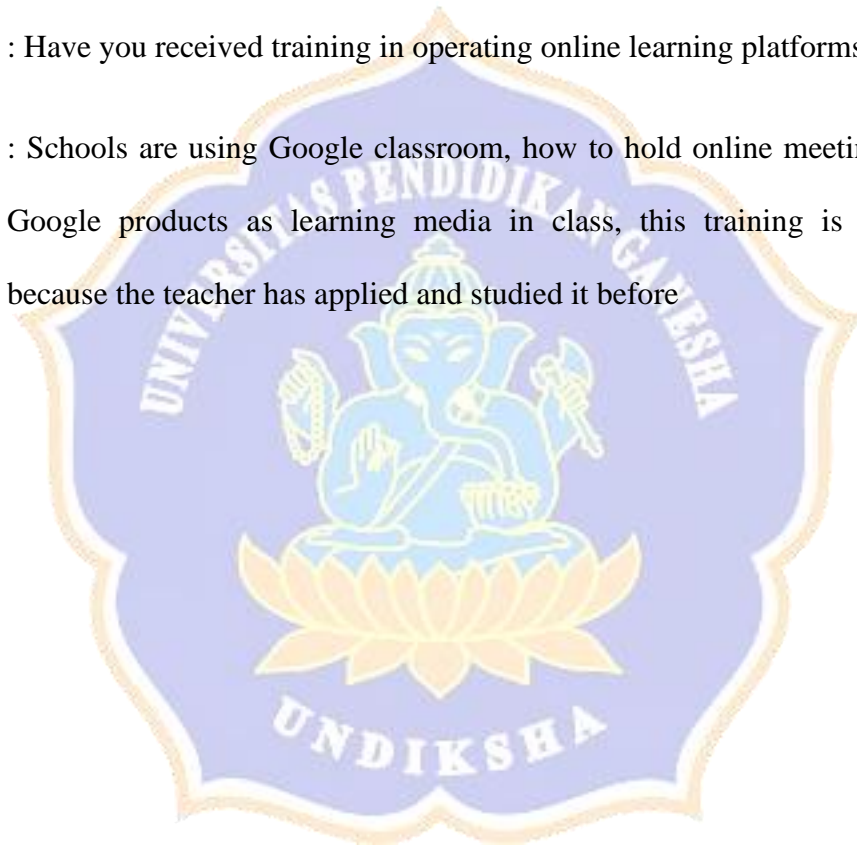 : Have you received training in operating online learning platforms
: Schools are using Google classroom, how to hold online
Google products as learning media in class, this training is
because the teacher has applied and studied it before
UNIVERSITAS PENDIDIKAN GANESHA
UNDIKSHA